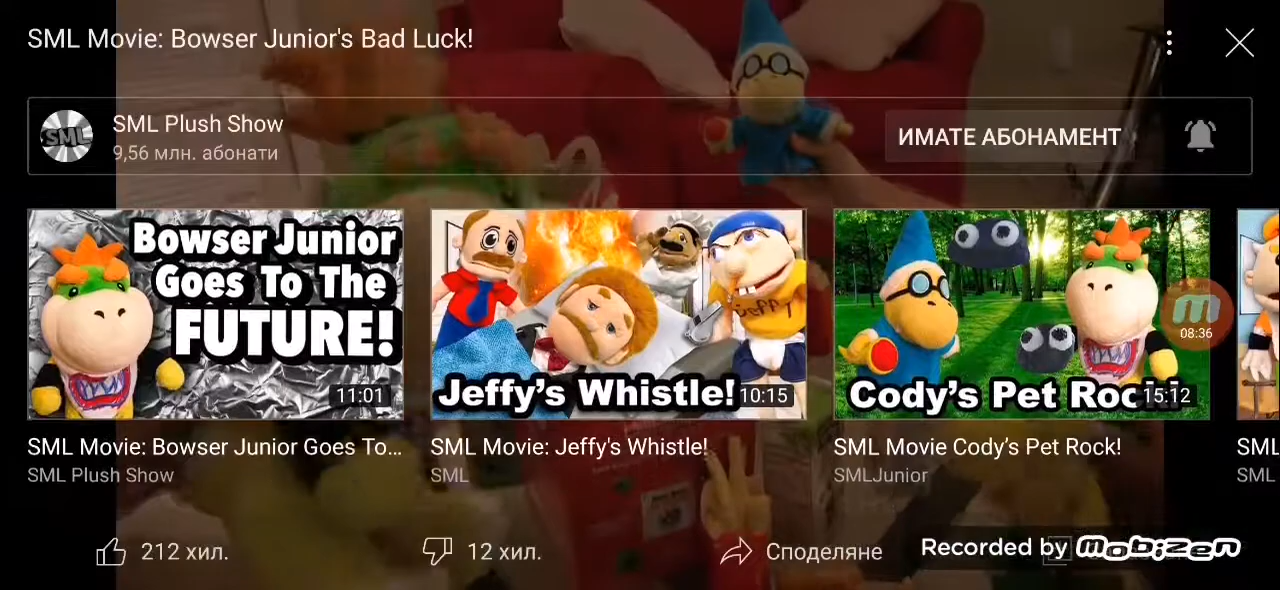 SML Movie: Bowser Junior's Bad Luck!
SML
SML Plush Show
9,56 млн. абонати
ИМАТЕ АБОНАМЕНТ
Bowser Junior
Goes To The
FUTURE!
11:01
Jeffy
Jeffy's Whistle!
10:15
Cody's Pet Roc
15:12
08:36
SML Movie: Bowser Junior Goes To...
SML Plush Show
SML Movie: Jeffy's Whistle!
SML
SML Movie Cody's Pet Rock!
SMLJunior
SML
SML
212 хил.
12 хил.
Споделяне
Recorded by mobizen